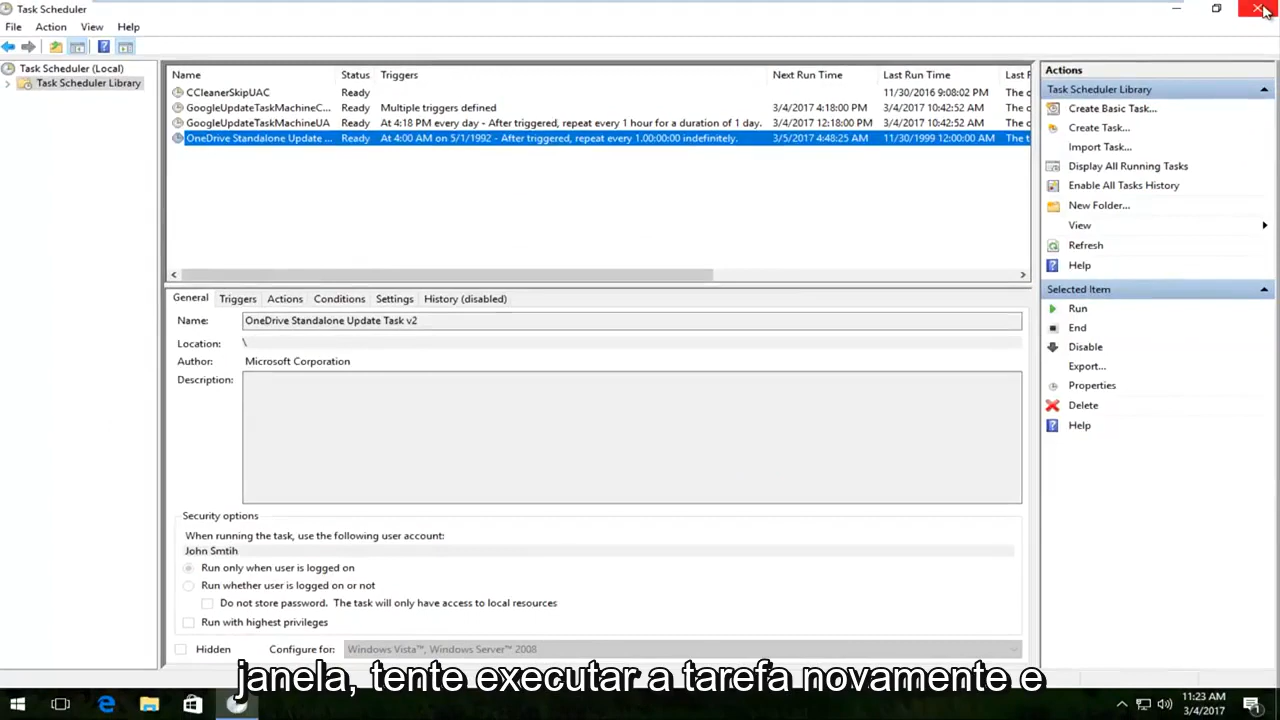 Task Scheduler
File Action View Help
Task Scheduler (Local)
Task Scheduler Library
Name Status Triggers Next Run Time Last Run Time Last F
CCleanerSkipUAC Ready 11/30/2016 9:08:02 PM The c
GoogleUpdateTaskMachineC... Ready Multiple triggers defined 3/4/2017 4:18:00 PM 3/4/2017 10:42:52 AM The c
GoogleUpdateTaskMachineUA Ready At 4:18 PM every day - After triggered, repeat every 1 hour for a duration of 1 day. 3/4/2017 12:18:00 PM 3/4/2017 10:42:52 AM The c
OneDrive Standalone Update ... Ready At 4:00 AM on 5/1/1992 - After triggered, repeat every 1.00:00:00 indefinitely. 3/5/2017 4:48:25 AM 11/30/1999 12:00:00 AM The t
General Triggers Actions Conditions Settings History (disabled)
Name: OneDrive Standalone Update Task v2
Location: \
Author: Microsoft Corporation
Description:
Security options
When running the task, use the following user account:
John Smtih
Run only when user is logged on
Run whether user is logged on or not
Do not store password. The task will only have access to local resources
Run with highest privileges
Hidden Configure for: Windows Vista™, Windows Server™ 2008
Actions
Task Scheduler Library
Create Basic Task...
Create Task...
Import Task...
Display All Running Tasks
Enable All Tasks History
New Folder...
View
Refresh
Help
Selected Item
Run
End
Disable
Export...
Properties
Delete
Help
janela, tente executar a tarefa novamente e
11:23 AM
3/4/2017